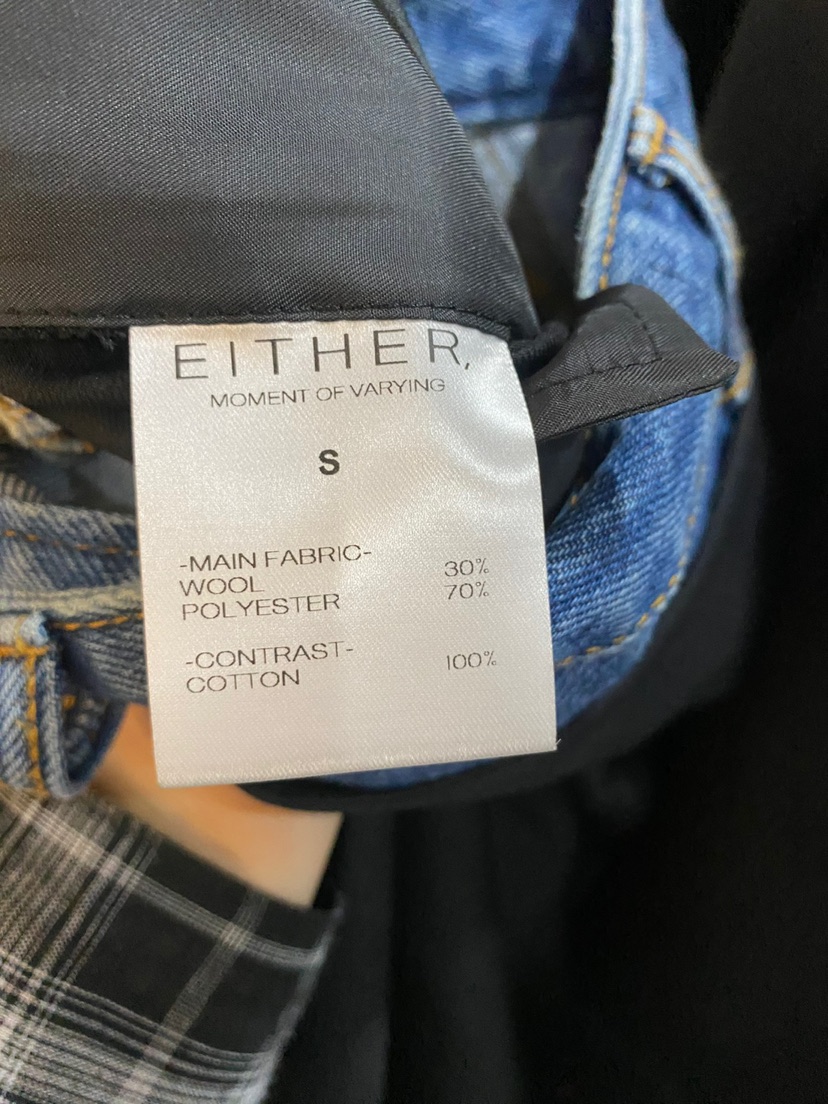 EITHER,
MOMENT OF VARYING
S
-MAIN FABRIC-
WOOL 30%
POLYESTER 70%
-CONTRAST-
COTTON 100%